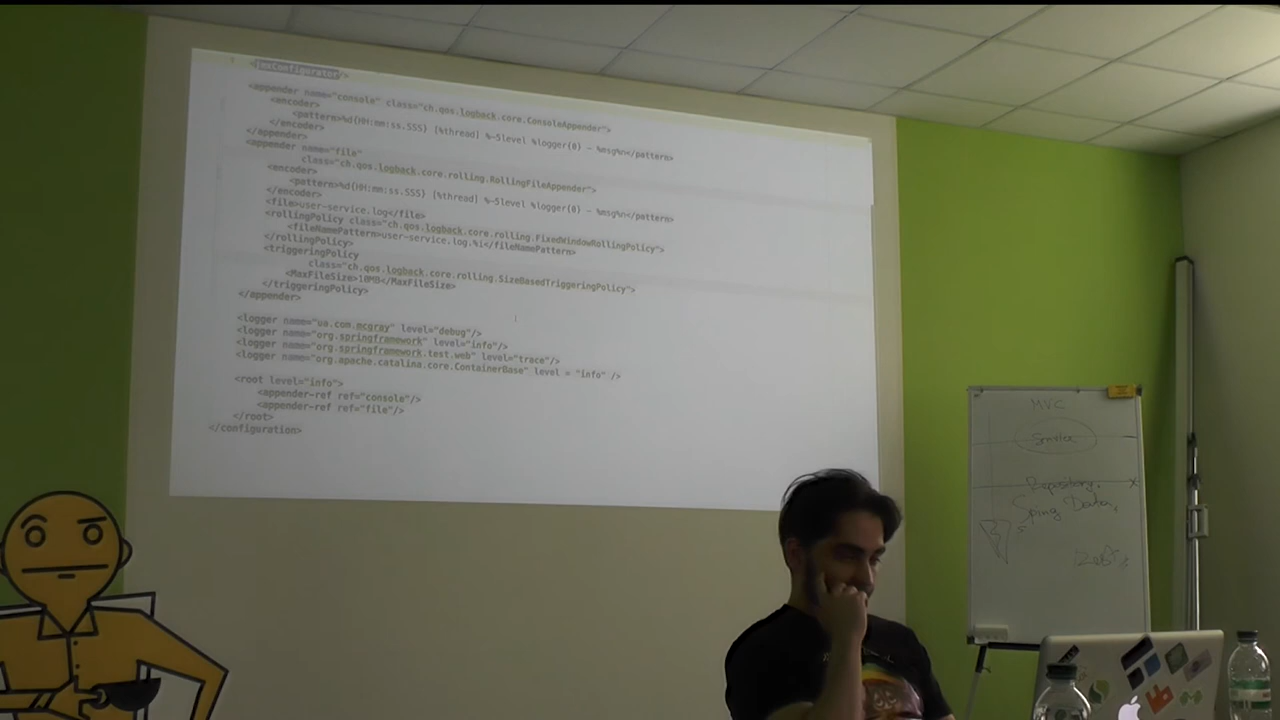 <jmxConfigurator/>
<appender name="console" class="ch.qos.logback.core.ConsoleAppender">
<encoder>
<pattern>%d{HH:mm:ss.SSS} [%thread] %-5level %logger{0} - %msg%n</pattern>
</encoder>
</appender>
<appender name="file"
class="ch.qos.logback.core.rolling.RollingFileAppender">
<encoder>
<pattern>%d{HH:mm:ss.SSS} [%thread] %-5level %logger{0} - %msg%n</pattern>
</encoder>
<file>user-service.log</file>
<rollingPolicy class="ch.qos.logback.core.rolling.FixedWindowRollingPolicy">
<fileNamePattern>user-service.log.%i</fileNamePattern>
</rollingPolicy>
<triggeringPolicy
class="ch.qos.logback.core.rolling.SizeBasedTriggeringPolicy">
<MaxFileSize>10MB</MaxFileSize>
</triggeringPolicy>
</appender>
<logger name="ua.com.mcgray" level="debug"/>
<logger name="org.springframework" level="info"/>
<logger name="org.springframework.test.web" level="trace"/>
<logger name="org.apache.catalina.core.ContainerBase" level = "info" />
<root level="info">
<appender-ref ref="console"/>
<appender-ref ref="file"/>
</root>
</configuration>
MVC
Service
Repository
Spring Data